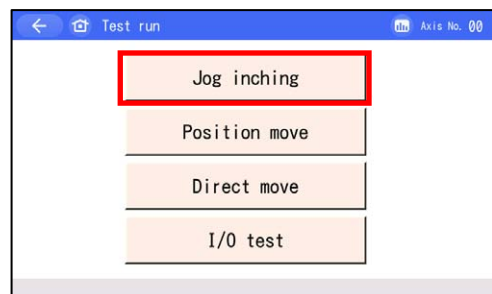 Test run
Axis No. 00
Jog inching
Position move
Direct move
I/O test